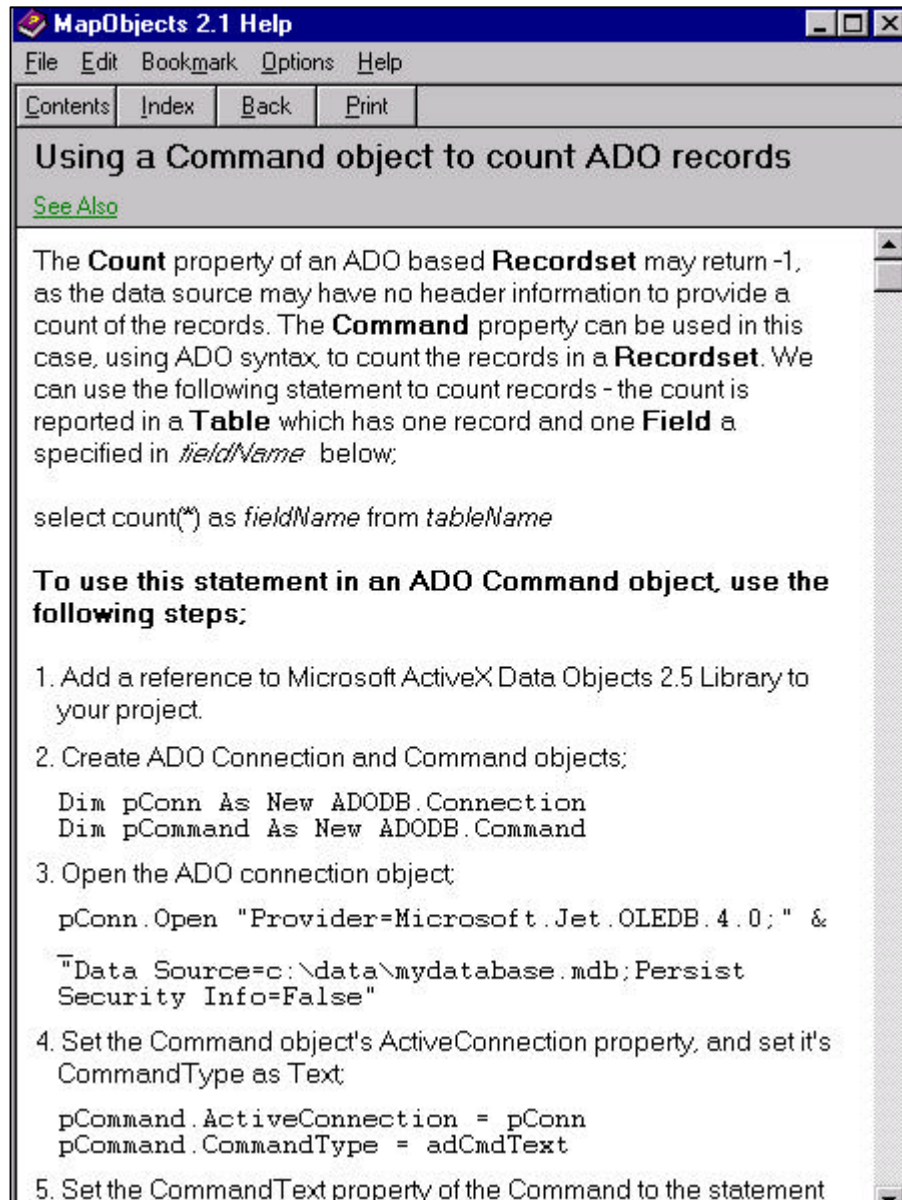 MapObjects 2.1 Help
File Edit Bookmark Options Help
Contents Index Back Print
Using a Command object to count ADO records
See Also
The Count property of an ADO based Recordset may return -1,
as the data source may have no header information to provide a
count of the records. The Command property can be used in this
case, using ADO syntax, to count the records in a Recordset. We
can use the following statement to count records - the count is
reported in a Table which has one record and one Field a
specified in fieldName below;
select count(*) as fieldName from tableName
To use this statement in an ADO Command object, use the
following steps;
1. Add a reference to Microsoft ActiveX Data Objects 2.5 Library to
your project.
2. Create ADO Connection and Command objects;
Dim pConn As New ADODB.Connection
Dim pCommand As New ADODB.Command
3. Open the ADO connection object;
pConn.Open "Provider=Microsoft.Jet.OLEDB.4.0;" &
_
"Data Source=c:\data\mydatabase.mdb;Persist
Security Info=False"
4. Set the Command object's ActiveConnection property, and set it's
CommandType as Text;
pCommand.ActiveConnection = pConn
pCommand.CommandType = adCmdText
5. Set the CommandText property of the Command to the statement